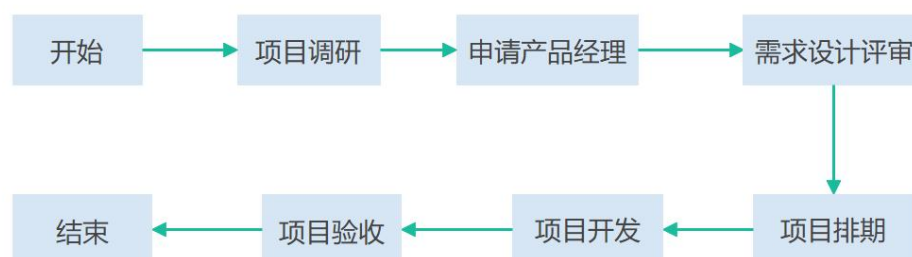 开始
项目调研
申请产品经理
需求设计评审
项目排期
项目开发
项目验收
结束